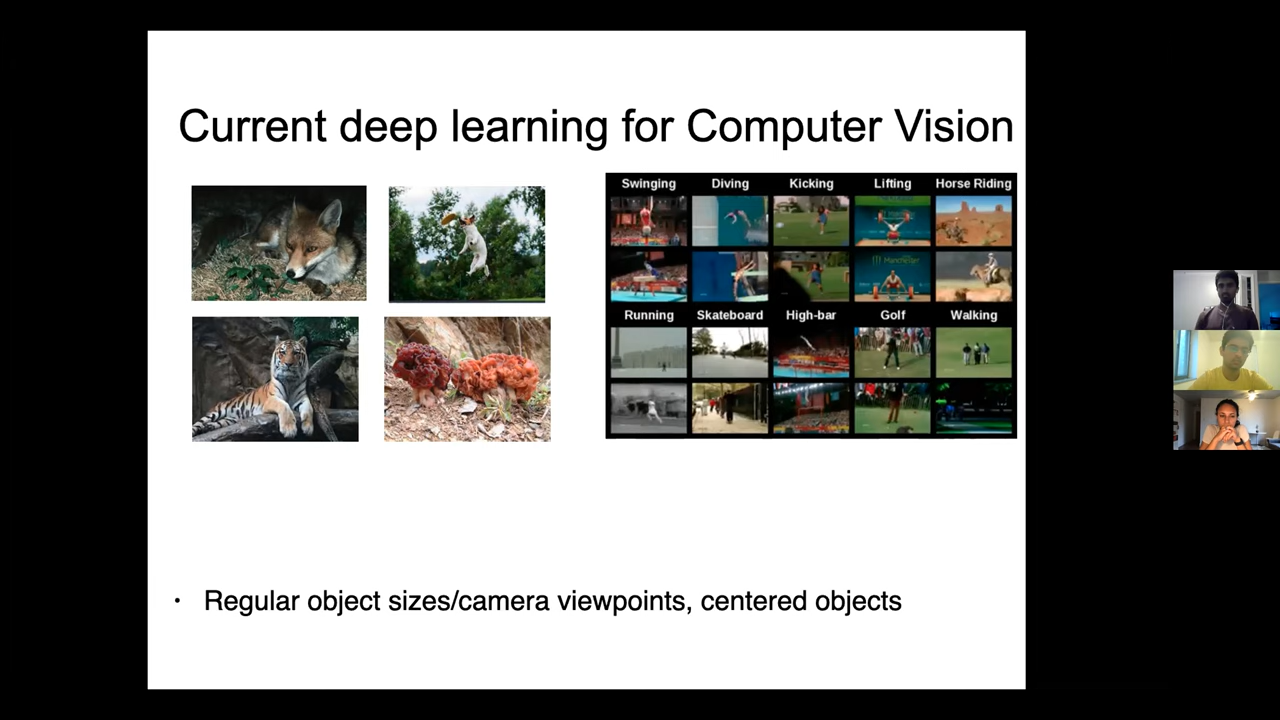 Current deep learning for Computer Vision
Swinging Diving Kicking Lifting Horse Riding
Running Skateboard High-bar Golf Walking
• Regular object sizes/camera viewpoints, centered objects